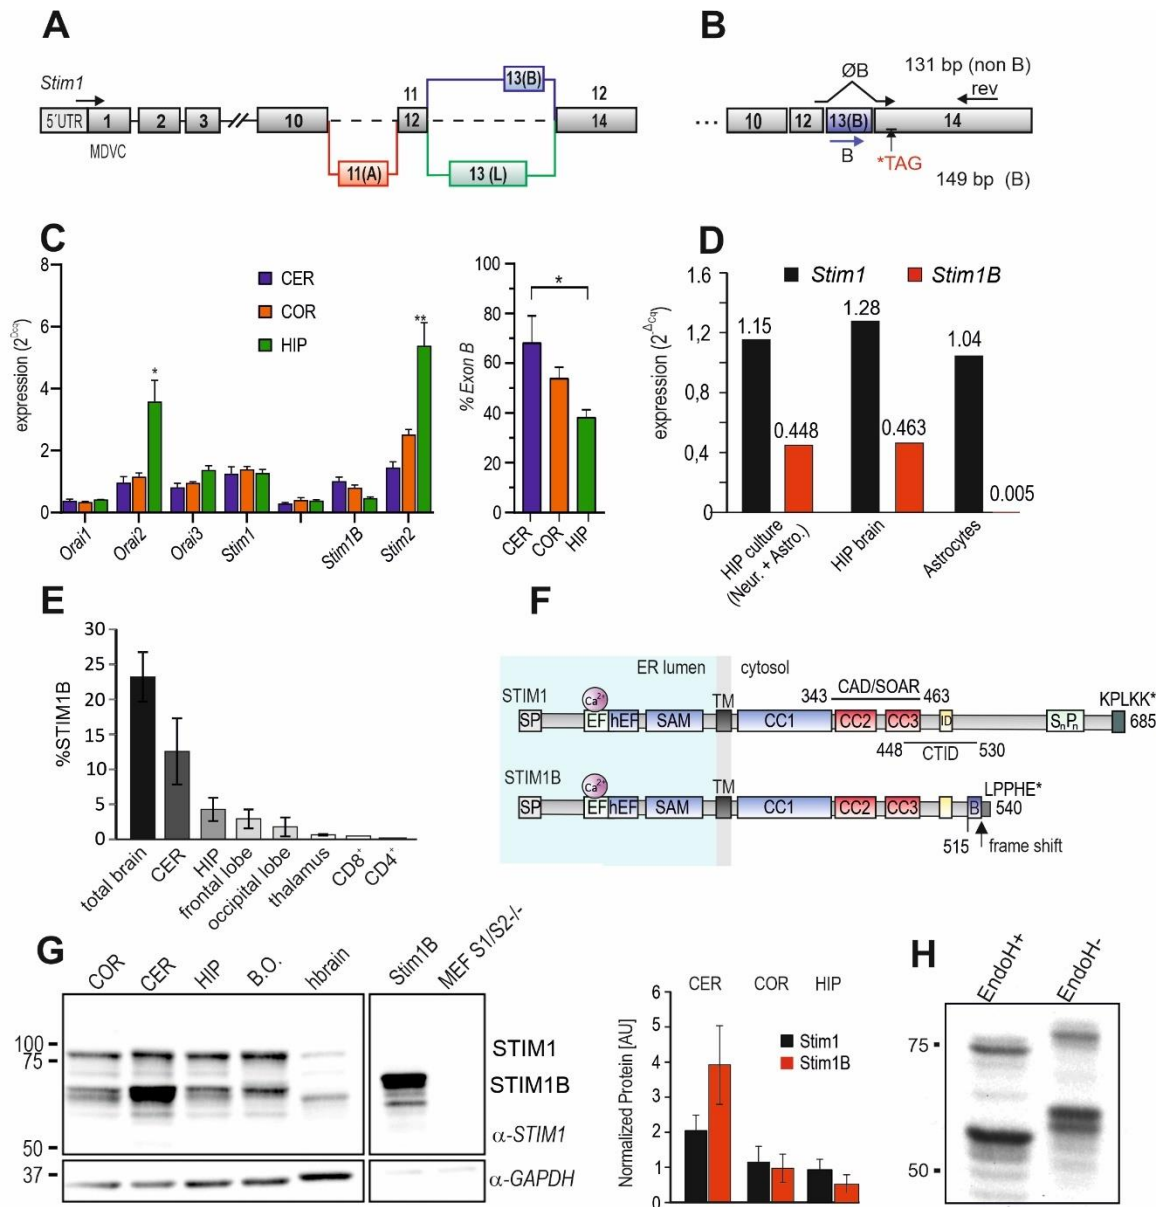 A
Stim1
5´UTR 1 2 3 10 11(A) 12 13(B) 13 (L) 14
11
12
MDVC
B
ØB
131 bp (non B)
rev
... 10 12 13(B) 14
B
*TAG
149 bp (B)
C
expression (2^Dcq)
8
6
4
2
0
CER
COR
HIP
*
**
Orai1
Orai2
Orai3
Stim1
Stim1B
Stim2
% Exon B
100
80
60
40
20
0
*
CER
COR
HIP
D
expression (2^-ΔCq)
1.6
1.2
0,8
0.4
0
Stim1
Stim1B
1.15
0.448
1.28
0.463
1.04
0.005
HIP culture
(Neur. + Astro.)
HIP brain
Astrocytes
E
%STIM1B
30
25
20
15
10
5
0
total brain
CER
HIP
frontal lobe
occipital lobe
thalamus
CD8+
CD4+
F
ER lumen
cytosol
STIM1
Ca2+
TM
343 CAD/SOAR 463
KPLKK*
SP EF hEF SAM CC1 CC2 CC3 ID SnPn 685
448 CTID 530
STIM1B
Ca2+
TM
LPPHE*
SP EF hEF SAM CC1 CC2 CC3 B 540
515
frame shift
G
COR
CER
HIP
B.O.
hbrain
Stim1B
MEF S1/S2-/-
100
75
50
37
STIM1
STIM1B
α-STIM1
α-GAPDH
Normalized Protein [AU]
6
5
4
3
2
1
0
CER COR HIP
Stim1
Stim1B
H
EndoH+
EndoH-
75
50